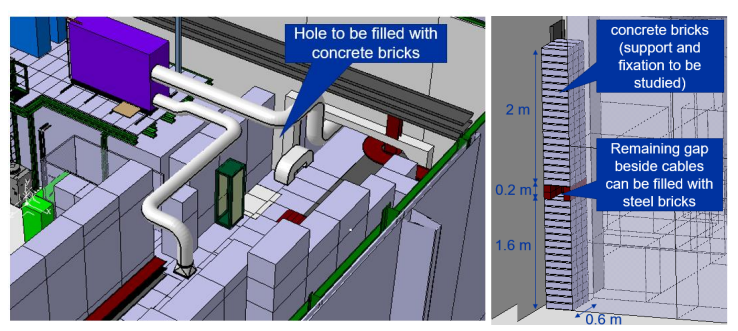 Hole to be filled with
concrete bricks
concrete bricks
(support and
fixation to be
studied)
2 m
Remaining gap
beside cables
can be filled with
steel bricks
0.2 m
1.6 m
0.6 m